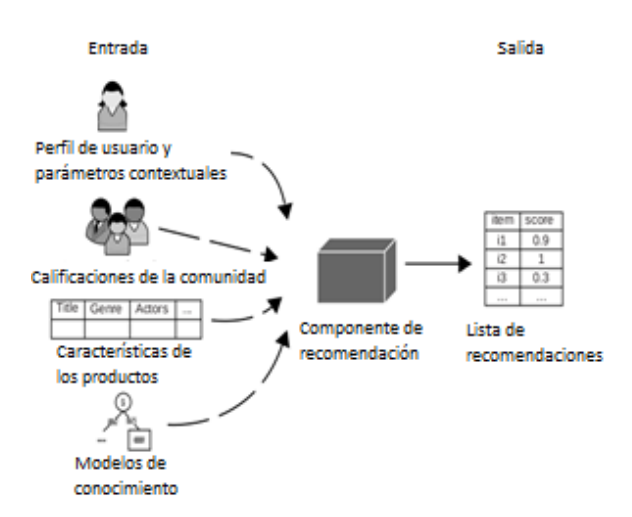 Entrada
Salida
Perfil de usuario y
parámetros contextuales
Calificaciones de la comunidad
Title Genre Actors ...
Características de
los productos
1
...
Modelos de
conocimiento
Componente de
recomendación
item score
i1 0.9
i2 1
i3 0.3
... ...
Lista de
recomendaciones